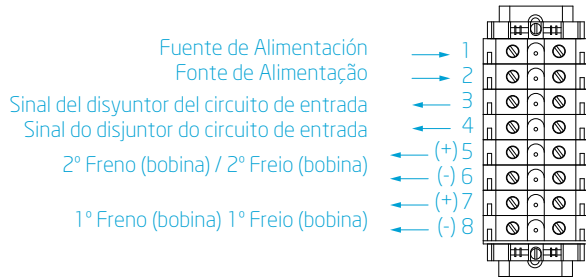 Fuente de Alimentación 1
Fonte de Alimentação 2
Sinal del disyuntor del circuito de entrada 3
Sinal do disjuntor do circuito de entrada 4
2º Freno (bobina) / 2º Freio (bobina) (+) 5
(-) 6
(+) 7
1º Freno (bobina) 1º Freio (bobina) (-) 8